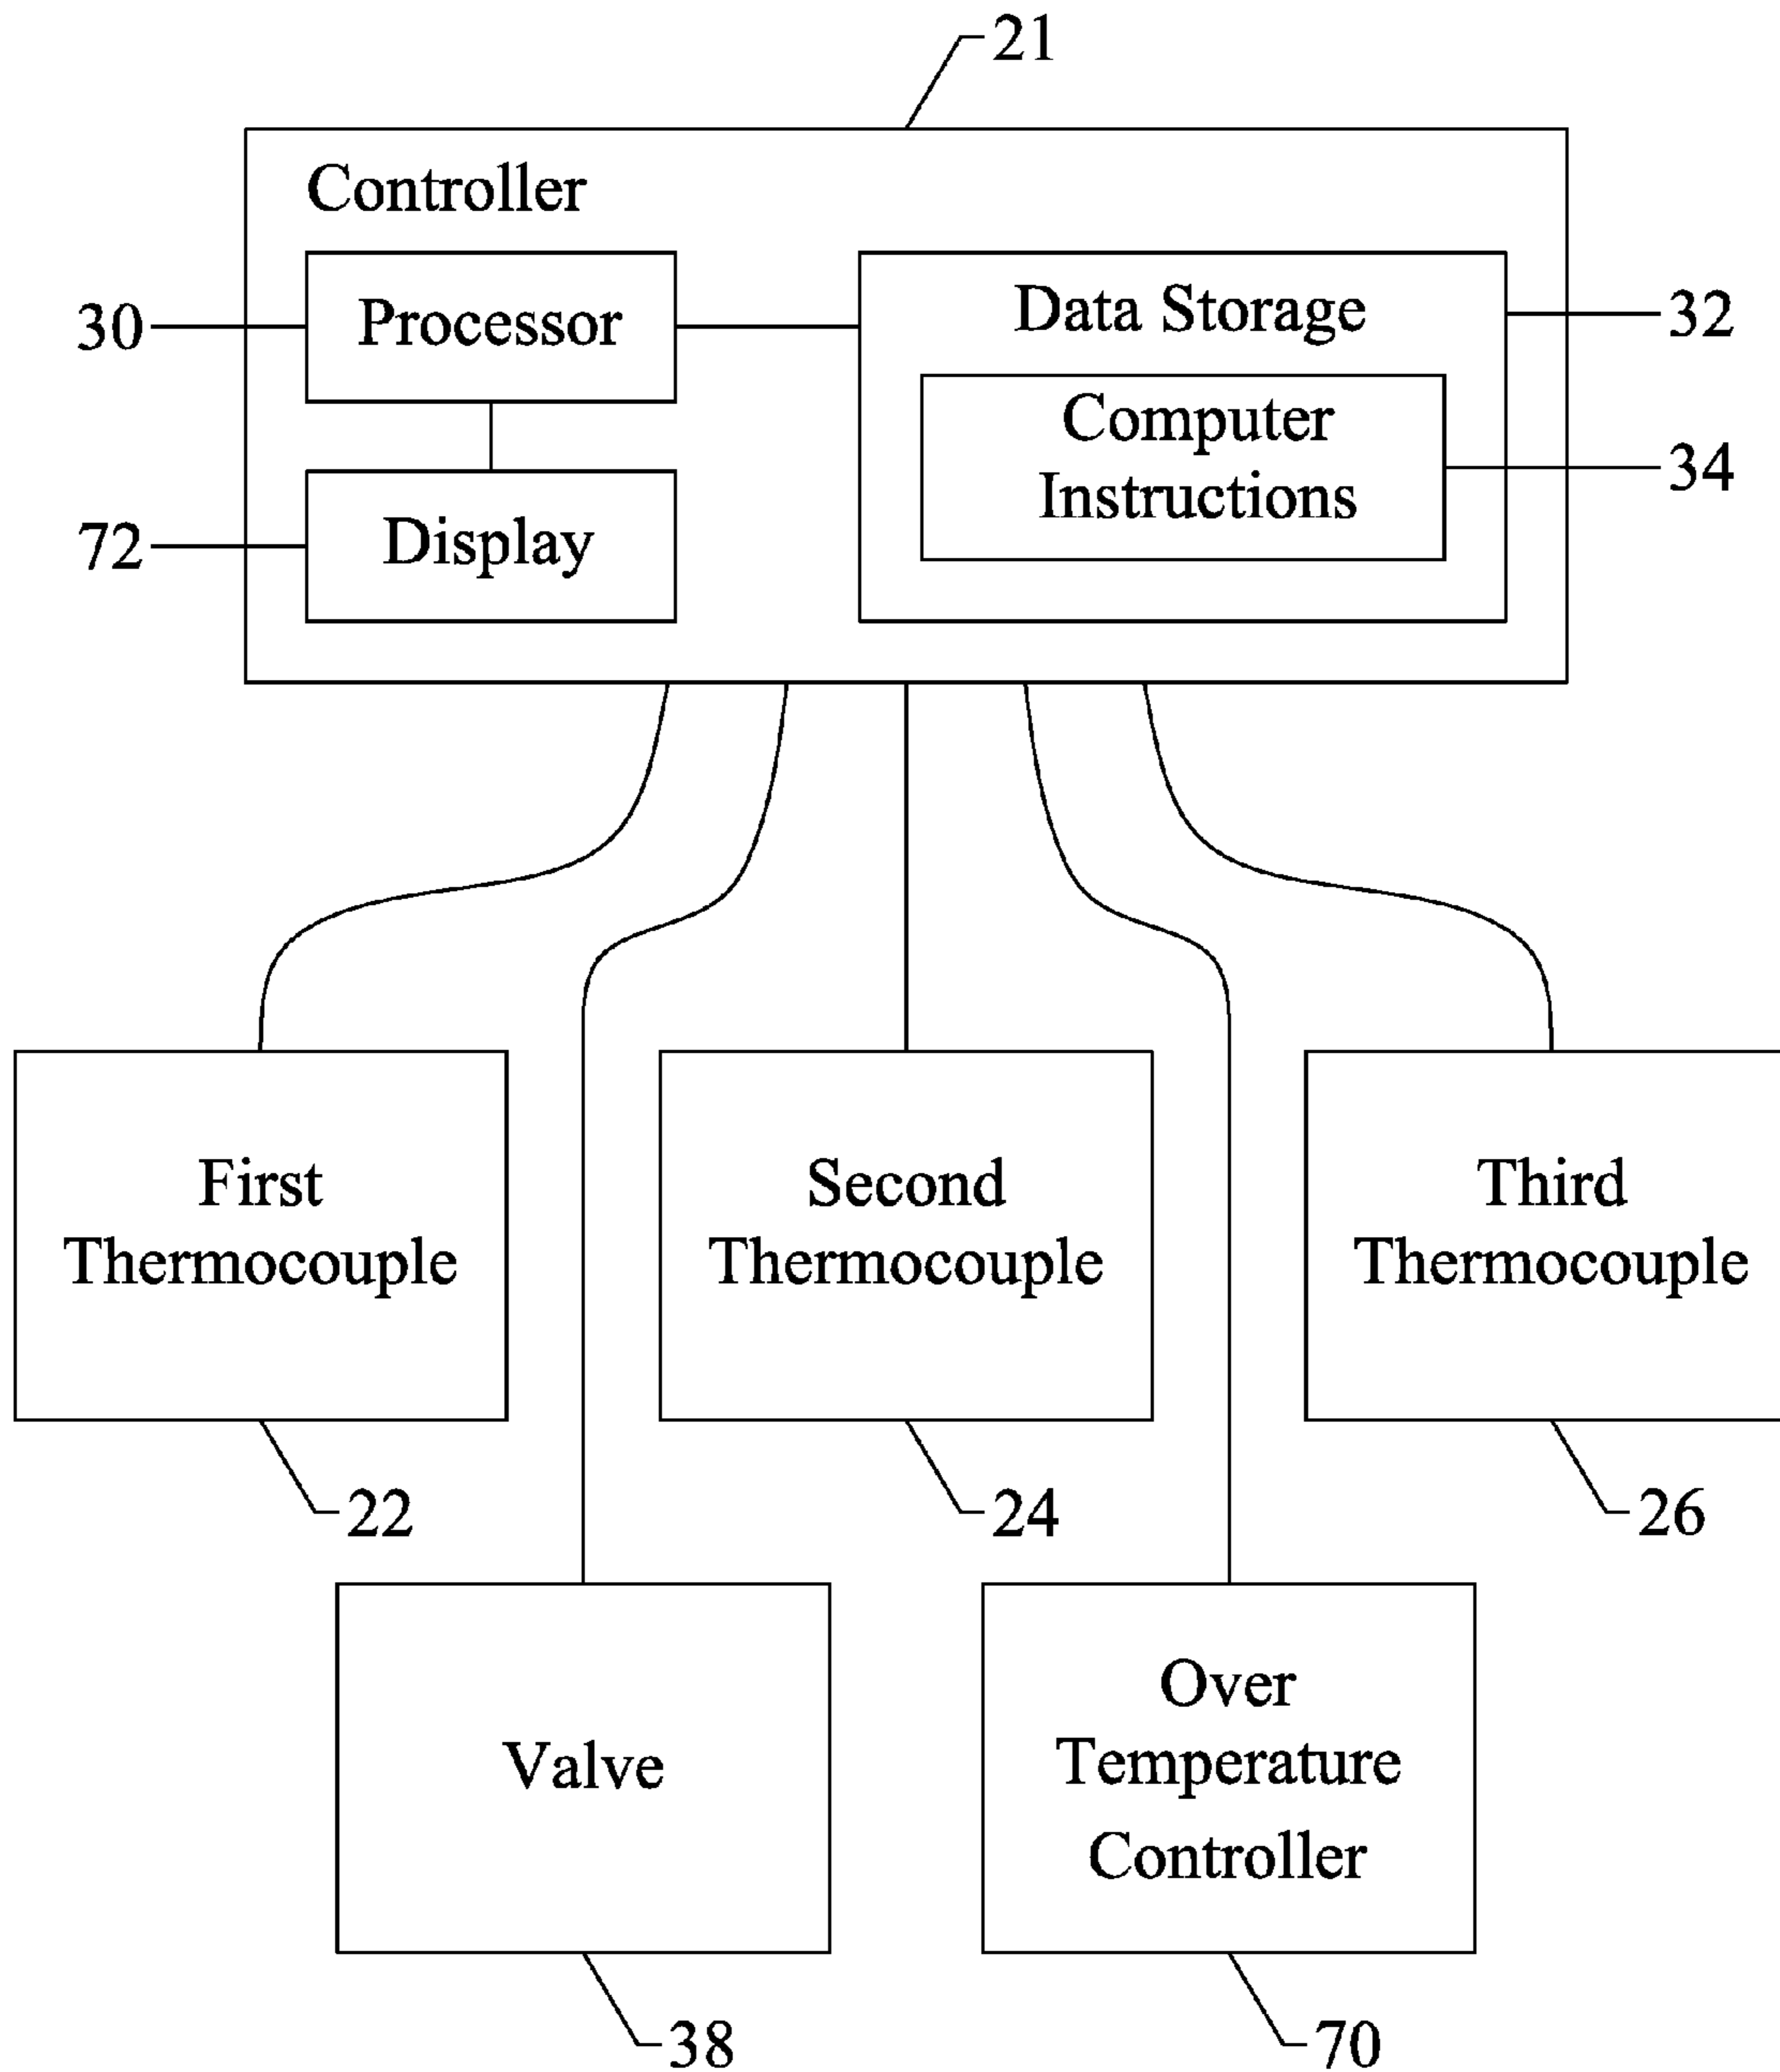 21
Controller
30
Processor
Data Storage
32
Computer
Instructions
34
72
Display
First
Thermocouple
Second
Thermocouple
Third
Thermocouple
22
24
26
Valve
Over
Temperature
Controller
38
70